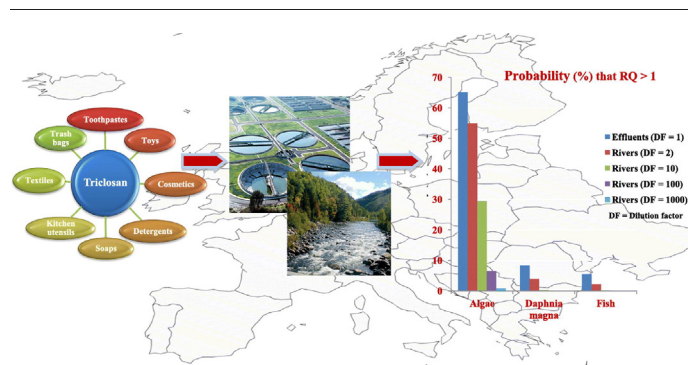 Toothpastes
Trash
bags
Toys
Textiles
Triclosan
Cosmetics
Kitchen
utensils
Detergents
Soaps
Probability (%) that RQ > 1
70
60
50
40
30
20
10
0
Algae
Daphnia
magna
Fish
Effluents (DF = 1)
Rivers (DF = 2)
Rivers (DF = 10)
Rivers (DF = 100)
Rivers (DF = 1000)
DF = Dilution factor